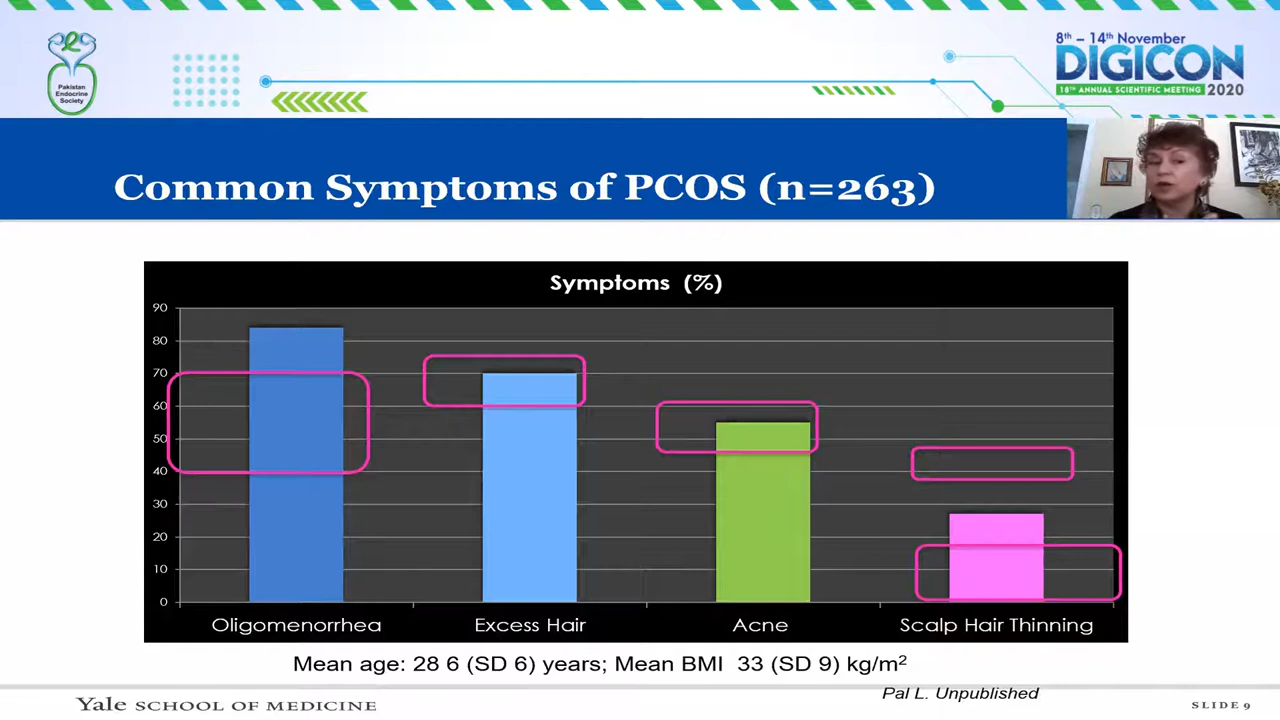 Pakistan
Endocrine
Society
8th – 14th November
DIGICON
18TH ANNUAL SCIENTIFIC MEETING 2020
Common Symptoms of PCOS (n=263)
Symptoms (%)
90
80
70
60
50
40
30
20
10
0
Oligomenorrhea Excess Hair Acne Scalp Hair Thinning
Mean age: 28 6 (SD 6) years; Mean BMI 33 (SD 9) kg/m²
Pal L. Unpublished
Yale SCHOOL OF MEDICINE
SLIDE 9